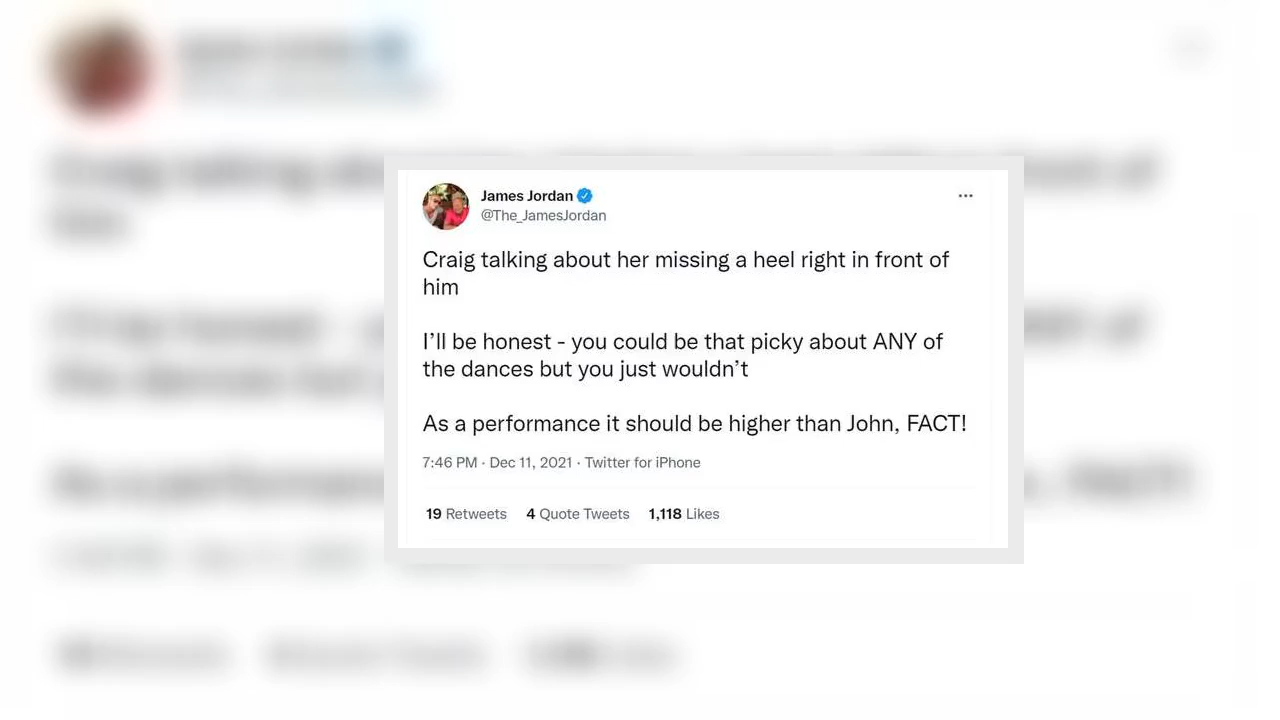 James Jordan
@The_JamesJordan
Craig talking about her missing a heel right in front of
him
I’ll be honest - you could be that picky about ANY of
the dances but you just wouldn’t
As a performance it should be higher than John, FACT!
7:46 PM · Dec 11, 2021 · Twitter for iPhone
19 Retweets 4 Quote Tweets 1,118 Likes